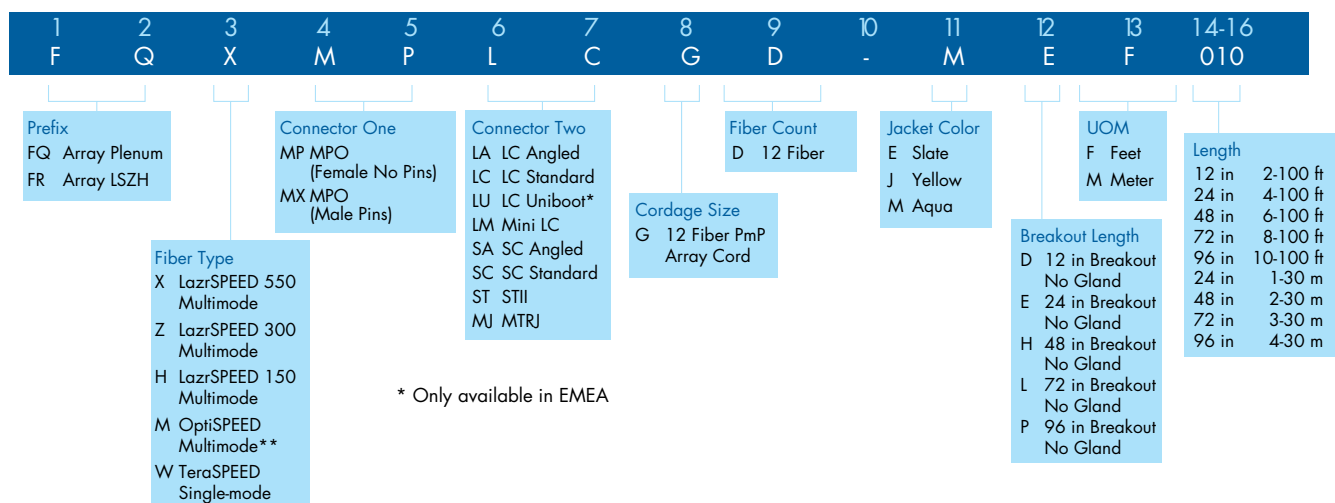 1 2 3 4 5 6 7 8 9 10 11 12 13 14-16
F Q X M P L C G D - M E F 010
Prefix
FQ Array Plenum
FR Array LSZH
Fiber Type
X LazrSPEED 550
Multimode
Z LazrSPEED 300
Multimode
H LazrSPEED 150
Multimode
M OptiSPEED
Multimode**
W TeraSPEED
Single-mode
Connector One
MP MPO
(Female No Pins)
MX MPO
(Male Pins)
Connector Two
LA LC Angled
LC LC Standard
LU LC Uniboot*
LM Mini LC
SA SC Angled
SC SC Standard
ST STII
MJ MTRJ
* Only available in EMEA
Cordage Size
G 12 Fiber PmP
Array Cord
Fiber Count
D 12 Fiber
Jacket Color
E Slate
J Yellow
M Aqua
Breakout Length
D 12 in Breakout
No Gland
E 24 in Breakout
No Gland
H 48 in Breakout
No Gland
L 72 in Breakout
No Gland
P 96 in Breakout
No Gland
UOM
F Feet
M Meter
Length
12 in 2-100 ft
24 in 4-100 ft
48 in 6-100 ft
72 in 8-100 ft
96 in 10-100 ft
24 in 1-30 m
48 in 2-30 m
72 in 3-30 m
96 in 4-30 m